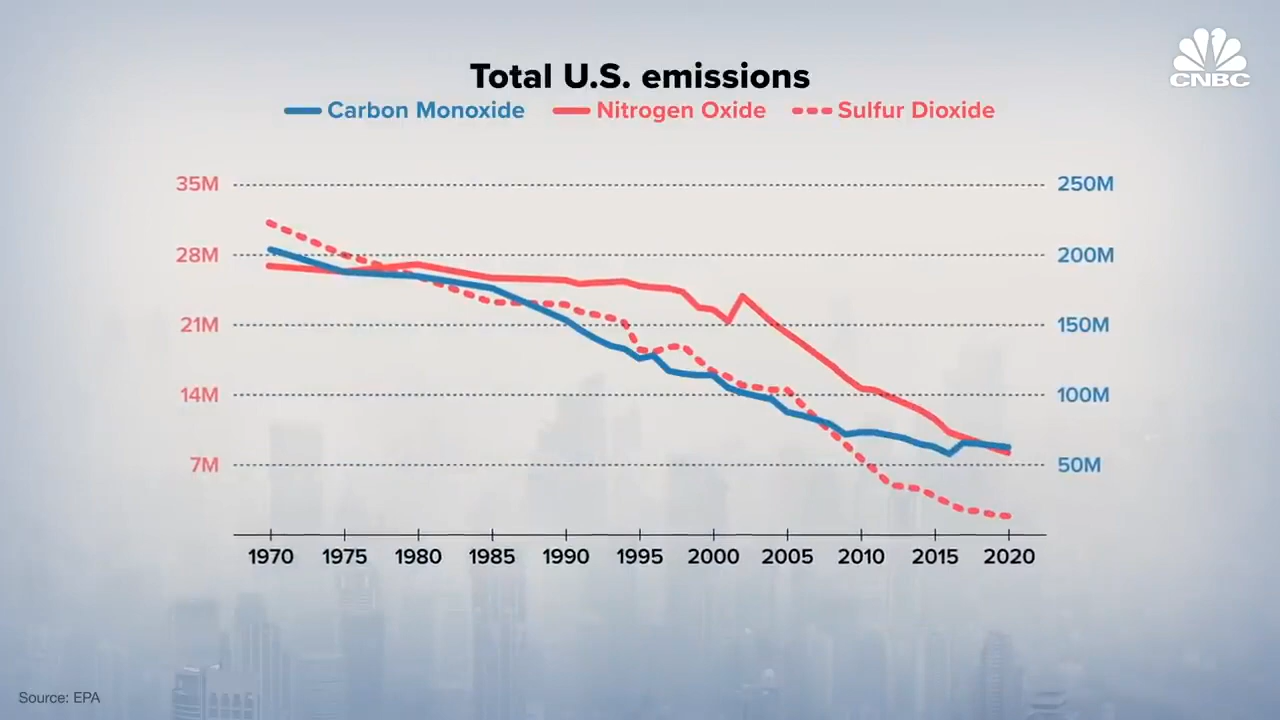 CNBC
Total U.S. emissions
Carbon Monoxide Nitrogen Oxide Sulfur Dioxide
35M 250M
28M 200M
21M 150M
14M 100M
7M 50M
1970 1975 1980 1985 1990 1995 2000 2005 2010 2015 2020
Source: EPA